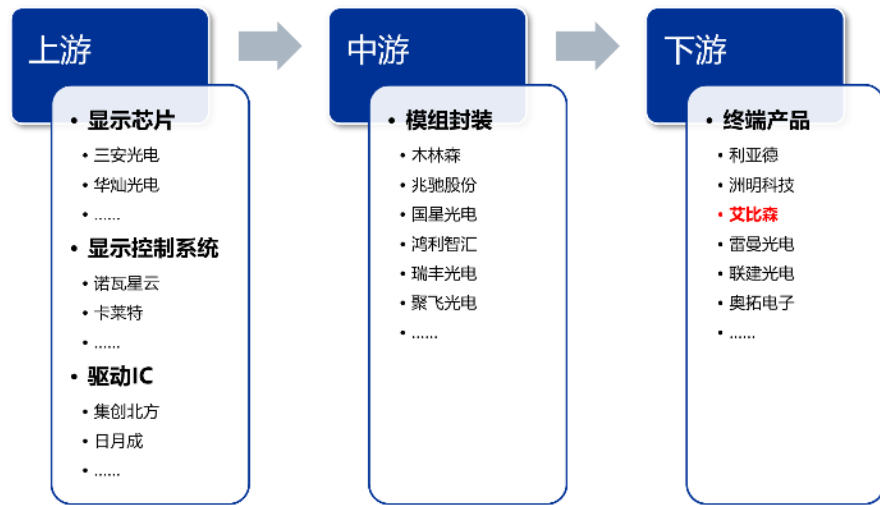 上游
• 显示芯片
• 三安光电
• 华灿光电
• ......
• 显示控制系统
• 诺瓦星云
• 卡莱特
• ......
• 驱动IC
• 集创北方
• 日月成
• ......
中游
• 模组封装
• 木林森
• 兆驰股份
• 国星光电
• 鸿利智汇
• 瑞丰光电
• 聚飞光电
• ......
下游
• 终端产品
• 利亚德
• 洲明科技
• 艾比森
• 雷曼光电
• 联建光电
• 奥拓电子
• ......